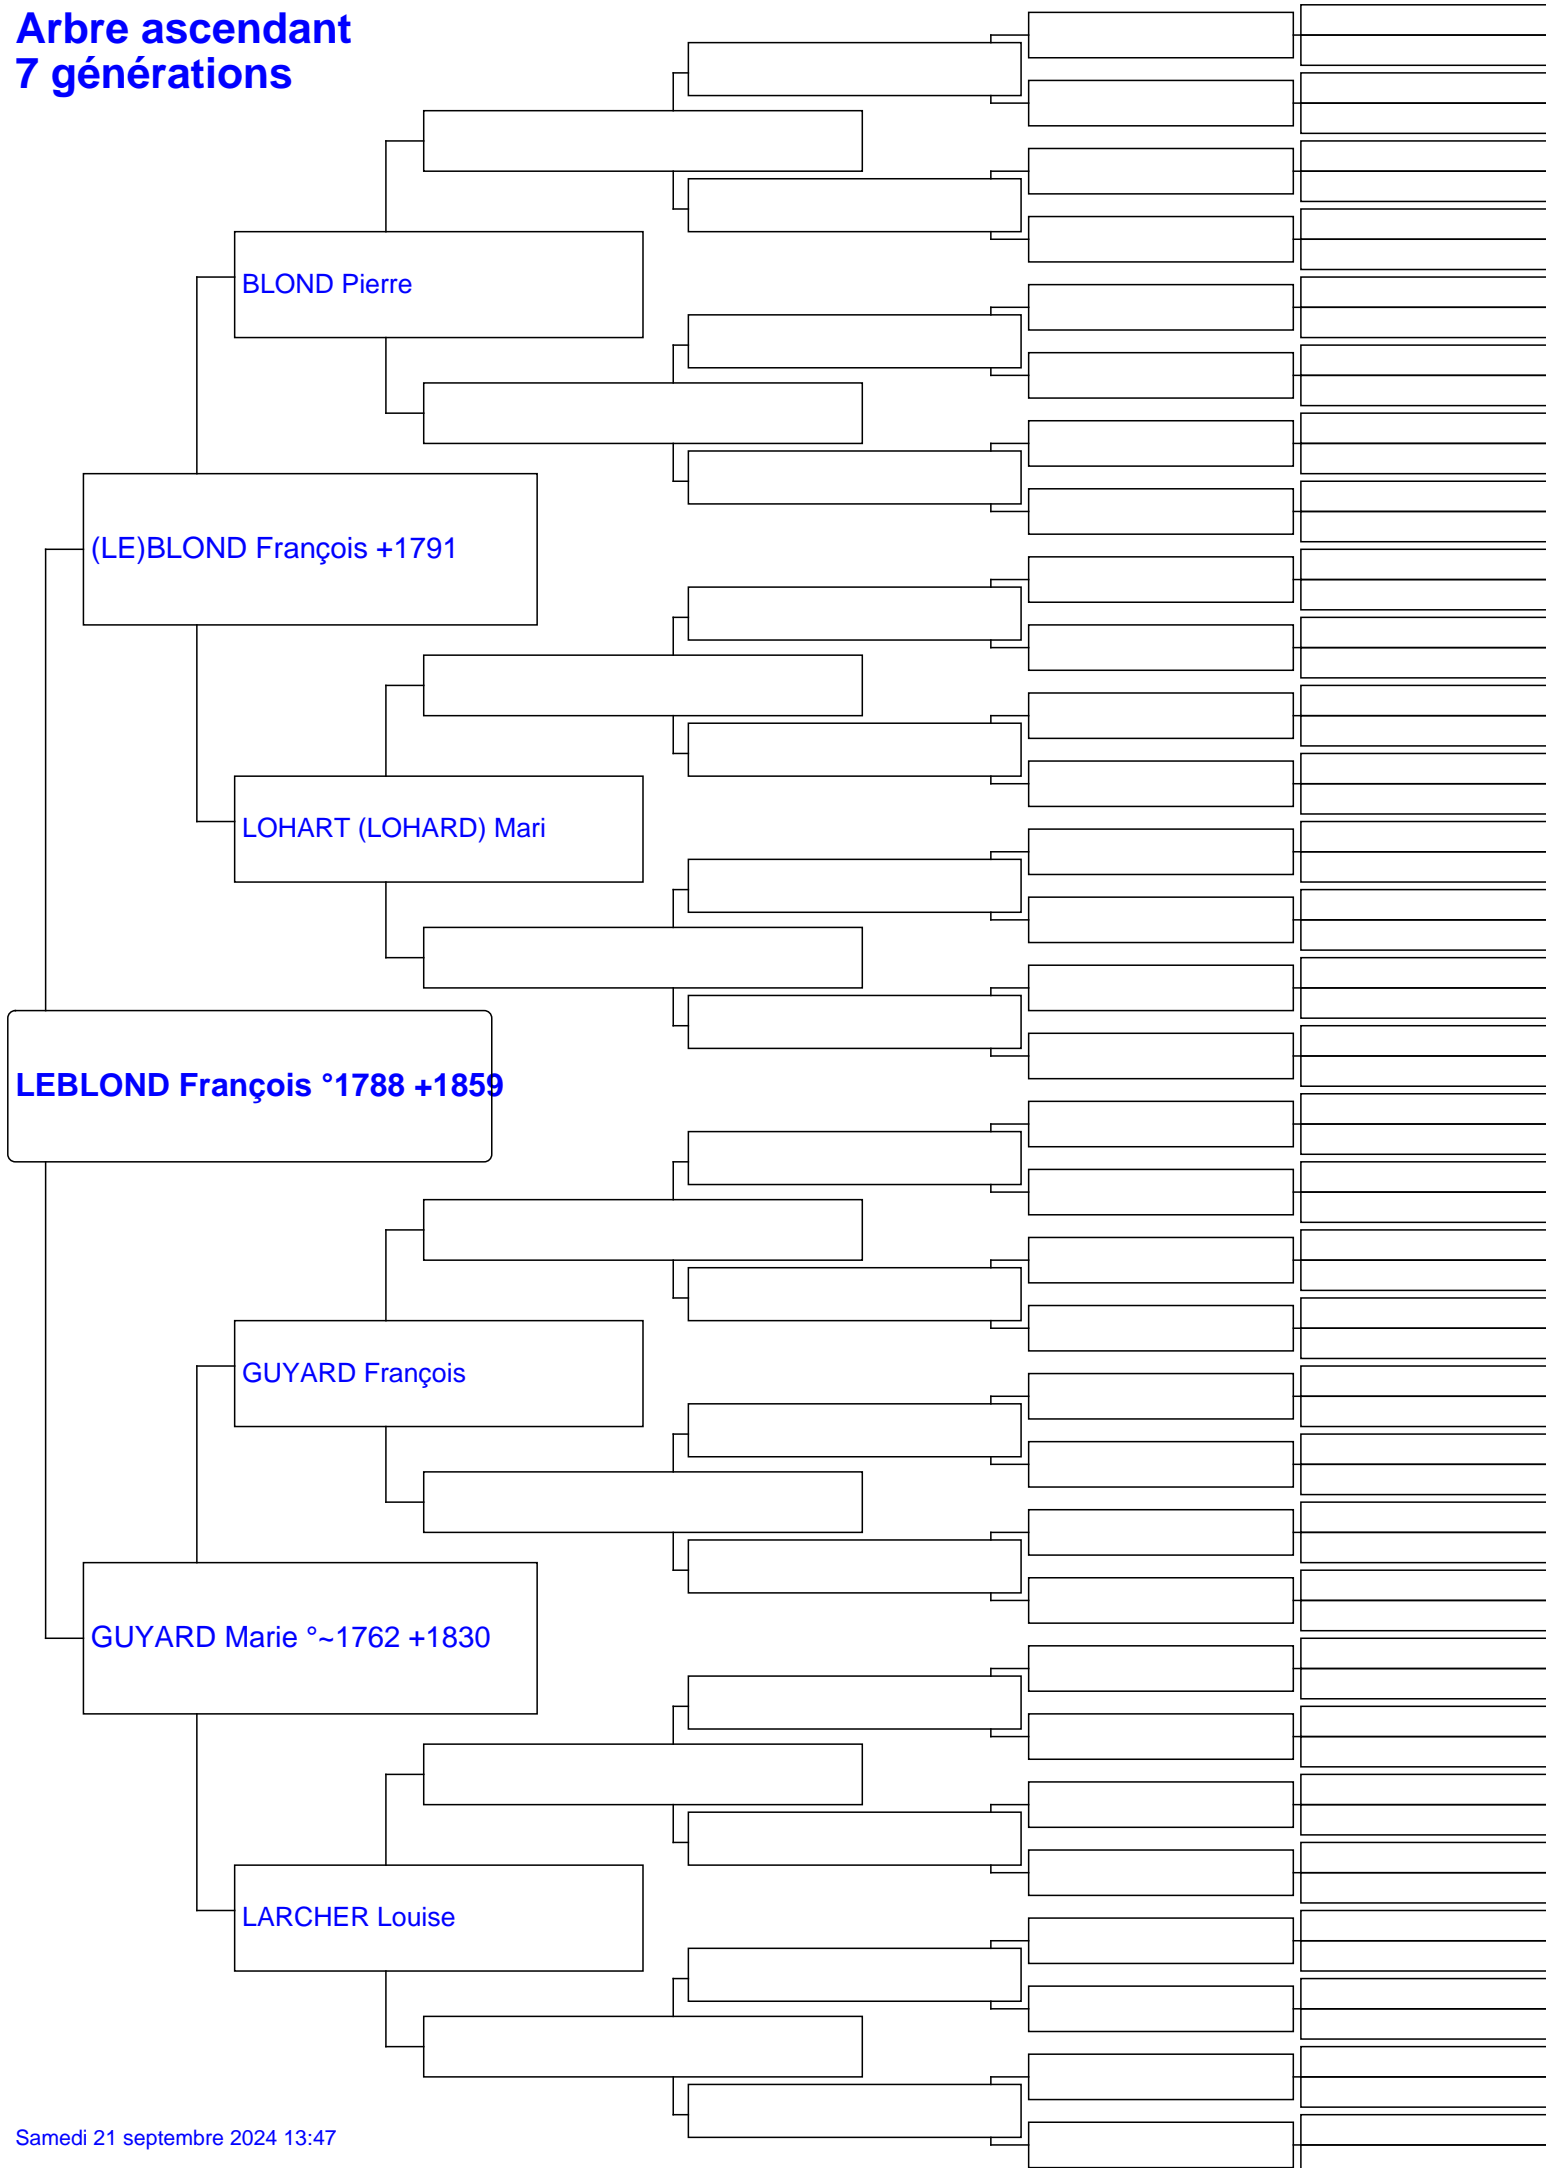 Arbre ascendant
7 générations
BLOND Pierre
(LE)BLOND François +1791
LOHART (LOHARD) Mari
LEBLOND François °1788 +1859
GUYARD François
GUYARD Marie °~1762 +1830
LARCHER Louise
Samedi 21 septembre 2024 13:47